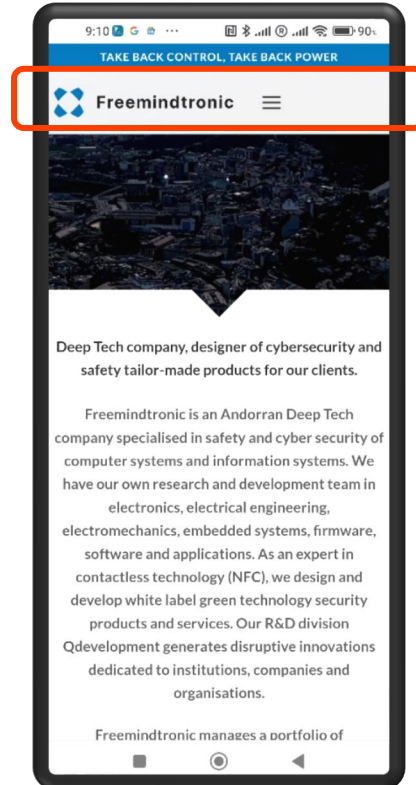 9:10
90%
TAKE BACK CONTROL, TAKE BACK POWER
Freemindtronic
Deep Tech company, designer of cybersecurity and
safety tailor-made products for our clients.
Freemindtronic is an Andorran Deep Tech
company specialised in safety and cyber security of
computer systems and information systems. We
have our own research and development team in
electronics, electrical engineering,
electromechanics, embedded systems, firmware,
software and applications. As an expert in
contactless technology (NFC), we design and
develop white label green technology security
products and services. Our R&D division
Qdevelopment generates disruptive innovations
dedicated to institutions, companies and
organisations.
Freemindtronic manages a portfolio of